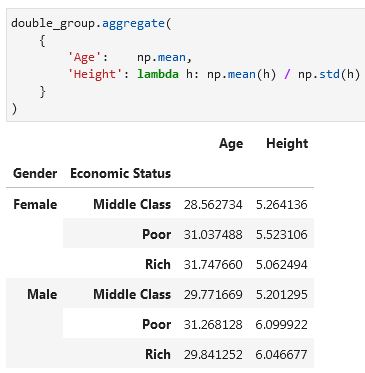 double_group.aggregate(
{
'Age': np.mean,
'Height': lambda h: np.mean(h) / np.std(h)
}
)
Age Height
Gender Economic Status
Female Middle Class 28.562734 5.264136
Poor 31.037488 5.523106
Rich 31.747660 5.062494
Male Middle Class 29.771669 5.201295
Poor 31.268128 6.099922
Rich 29.841252 6.046677